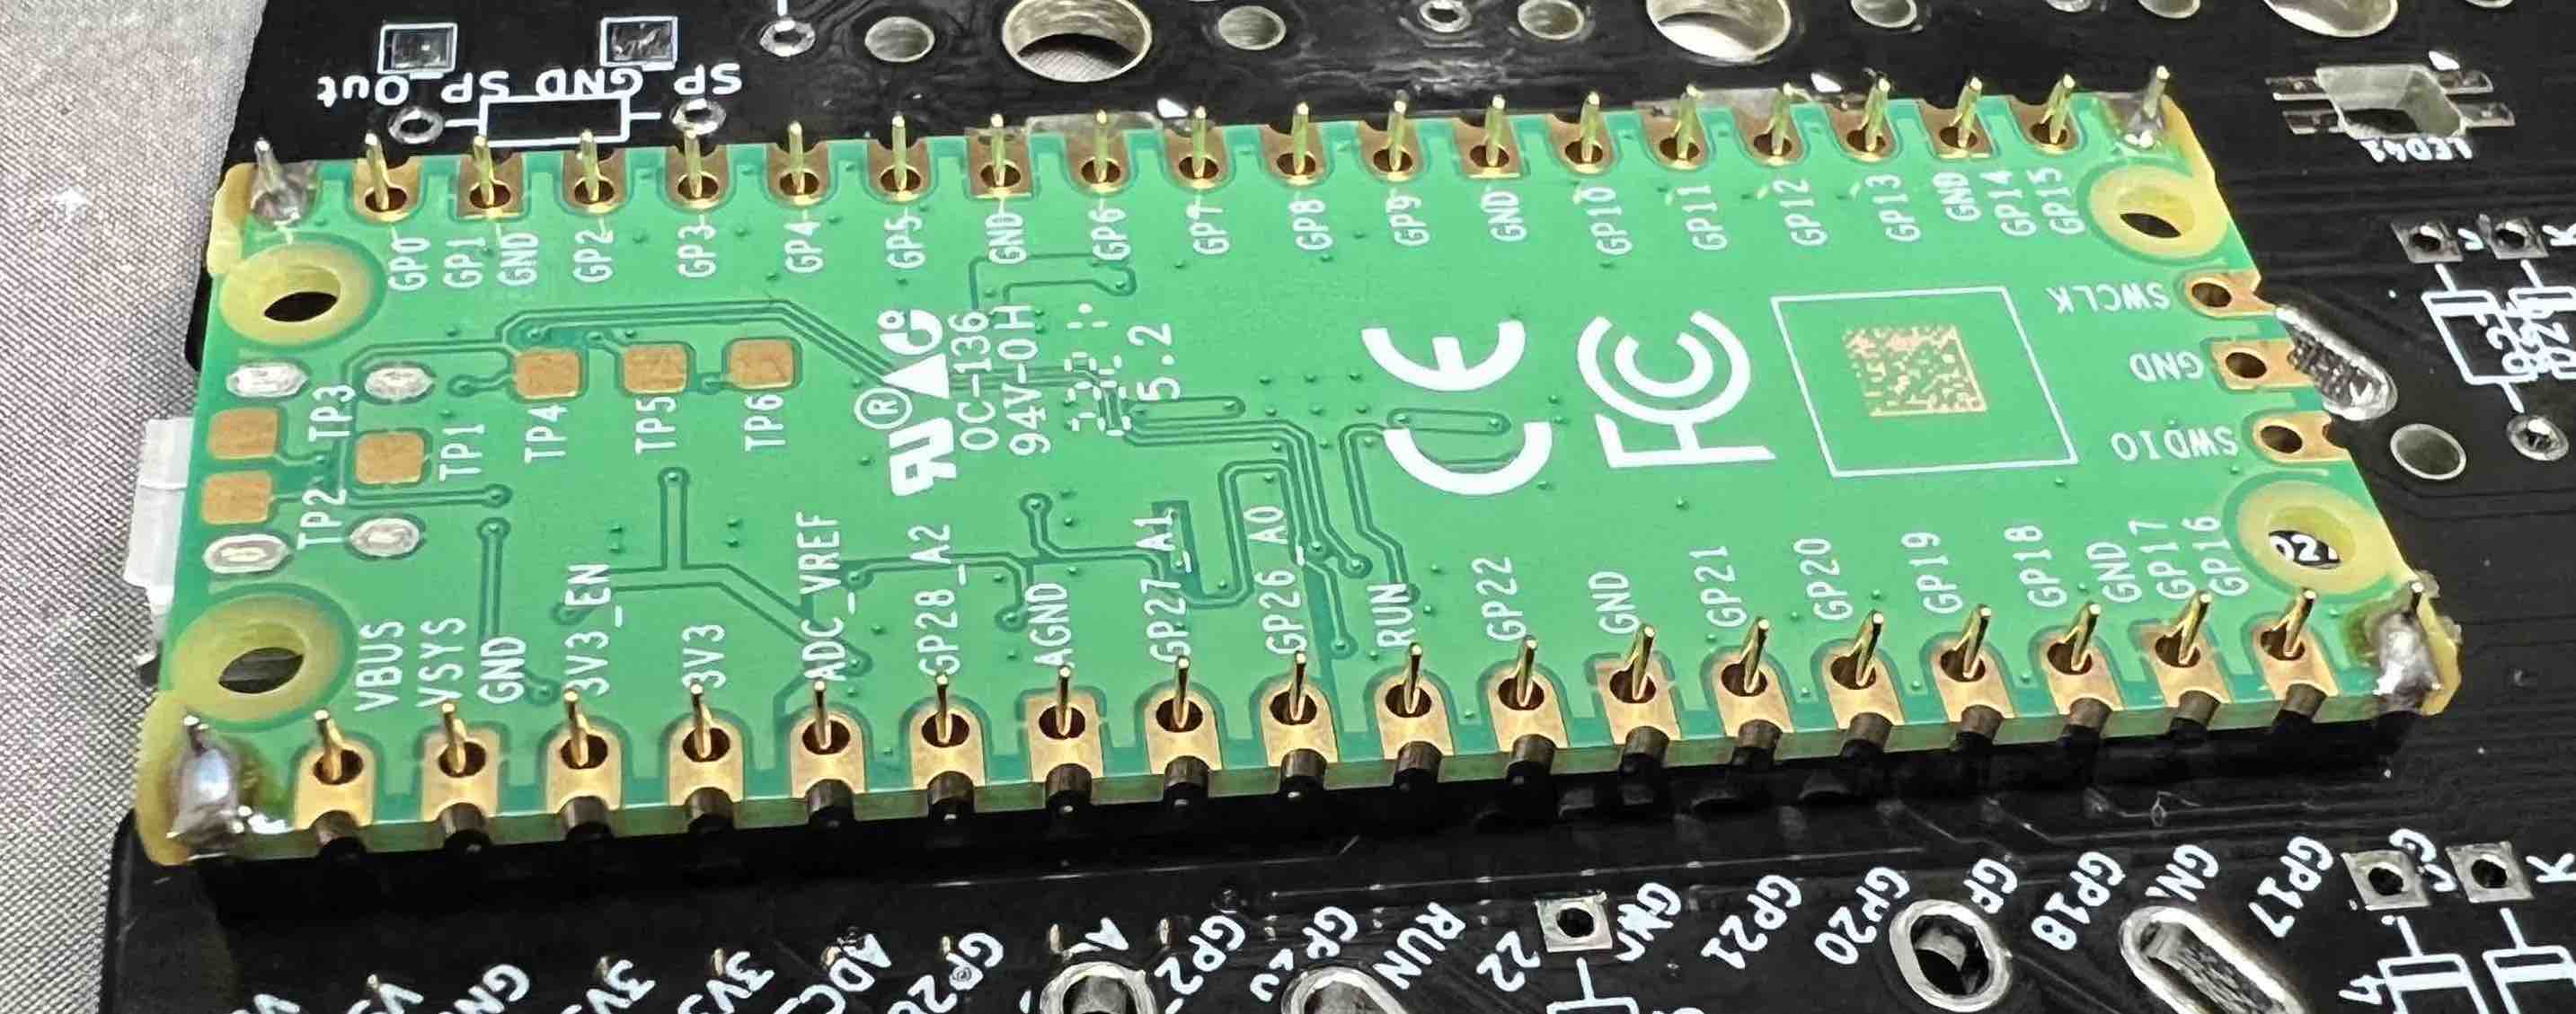 SP Out
SP GND
GP0
GP1
GND
GP2
GP3
GP4
GP5
GND
GP6
GP7
GP8
GP9
GND
GP10
GP11
GP12
GP13
GND
GP14
GP15
LED41
SWCLK
GND
SWDIO
TP3
TP2
TP1
TP4
TP5
TP6
®
OC-136
94V-0H
5.2
CE
FC
VBUS
VSYS
GND
3V3_EN
3V3
ADC_VREF
GP28_A2
AGND
GP27_A1
GP26_A0
RUN
GP22
GND
GP21
GP20
GP19
GP18
GND
GP17
GP16
RUN
22
GP21
GP20
GP18
GP17
K